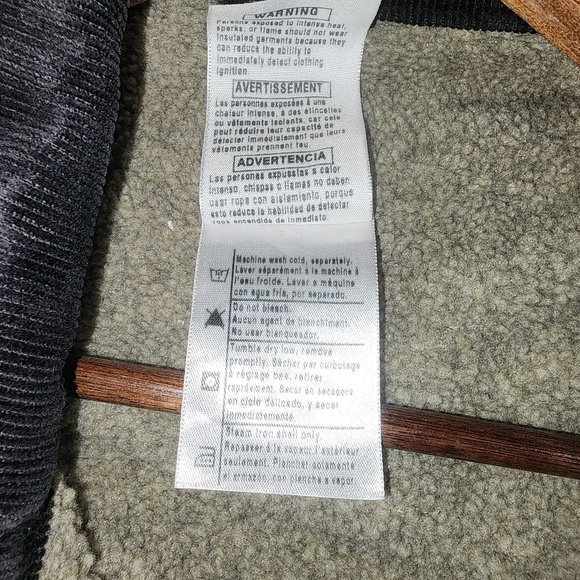 WARNING
Persons exposed to intense heat,
sparks, or flame should not wear
insulated garments because they
can reduce the ability to
immediately detect clothing
ignition.
AVERTISSEMENT
Les personnes exposées à une
chaleur intense, à des étincelles
ou vêtements isolants, car cele
peut réduire leur capacité de
détecter immédiatement que leurs
vêtements prennent feu.
ADVERTENCIA
Las personas expuestas a calor
intenso, chispas o llamas no deben
usar ropa con aislamiento, porque
esto reduce la habilidad de detectar
ropa encendida de inmediato.
Machine wash cold, separately.
Laver séparément à la machine à
l'eau froide. Lavar a máquina
con agua fría, por separado.
Do not bleach.
Aucun agent de blanchiment.
No usar blanqueador.
Tumble dry low, remove
promptly. Sécher par culbutage
à réglage bas, retirer
rapidement. Secar en secadora
en ciclo delicado, y sacar
inmediatamente.
Steam iron shell only.
Repasser à la vapeur l'extérieur
seulement. Planchar solamente
el armazón, con plancha a vapor.